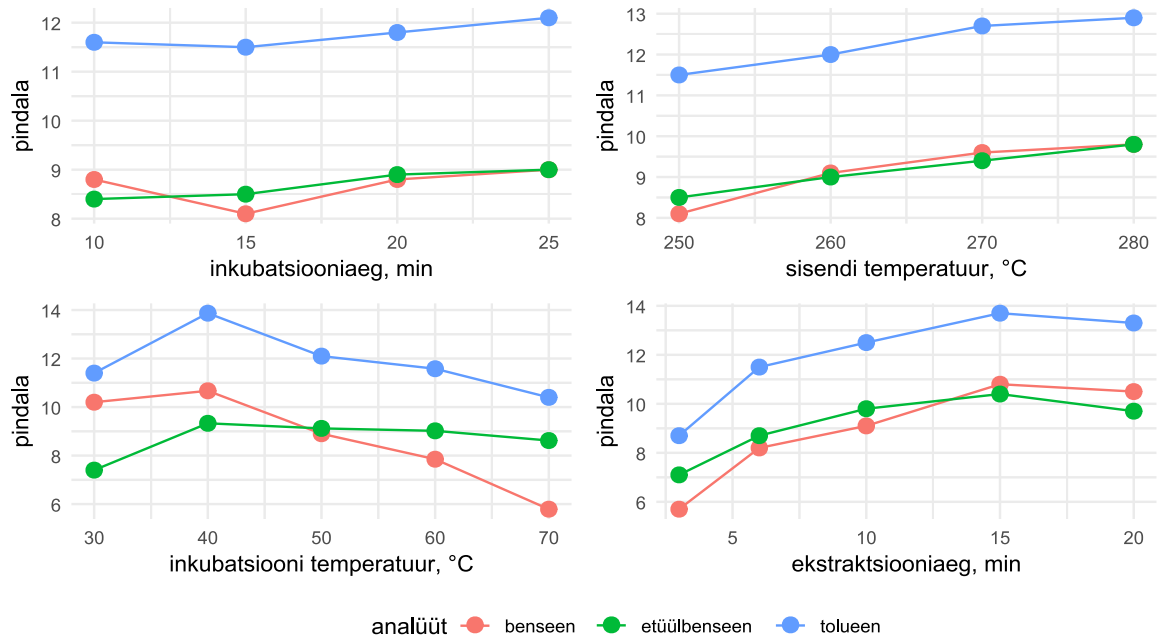 12
11
10
9
8
pindala
10 15 20 25
inkubatsiooniaeg, min
13
12
11
10
9
8
pindala
250 260 270 280
sisendi temperatuur, °C
14
12
10
8
6
pindala
30 40 50 60 70
inkubatsiooni temperatuur, °C
14
12
10
8
6
pindala
5 10 15 20
ekstraktsiooniaeg, min
analüüt benseen etüülbenseen tolueen